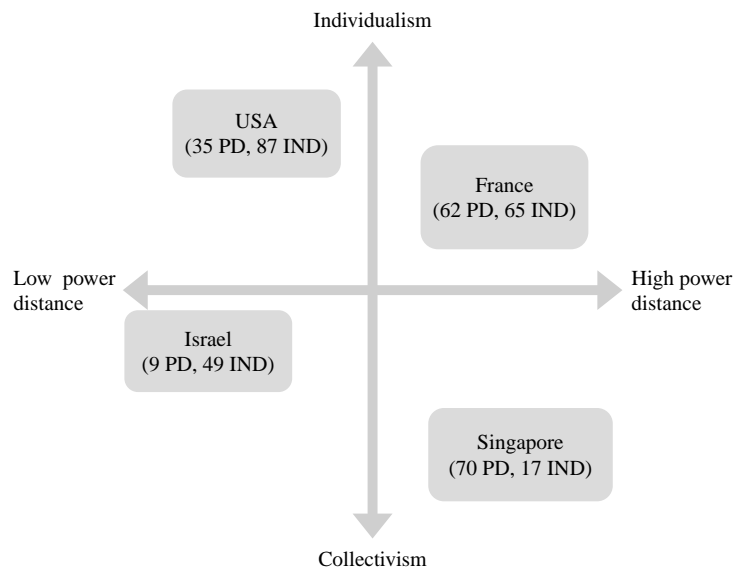 Individualism
USA
(35 PD, 87 IND)
France
(62 PD, 65 IND)
Low power
distance
High power
distance
Israel
(9 PD, 49 IND)
Singapore
(70 PD, 17 IND)
Collectivism